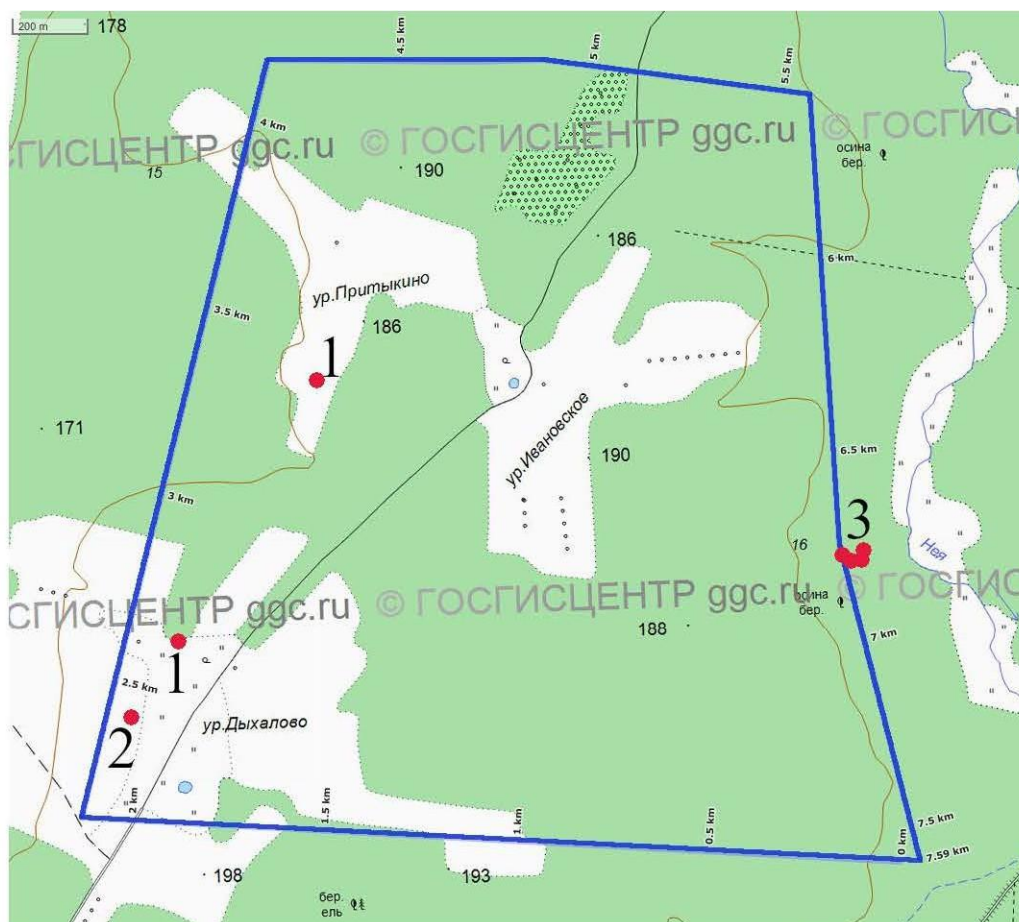 200 m
178
4.5 km
5 km
5.5 km
4 km
ГИСЦЕНТР ggc.ru © ГОСГИСЦЕНТР ggc.ru © ГОСГИС
осина
бер.
15
190
186
6 km
ур.Притыкино
3.5 km
186
1
171
ур.Ивановское
190
6.5 km
3 km
3
16
Нея
ГОСГИСЦЕНТР ggc.ru © ГОСГИСЦЕНТР ggc.ru © ГОСГИС
осина
бер.
188
7 km
1
2.5 km
ур.Дыхалово
2
2 km
1.5 km
1 km
0.5 km
0 km
7.5 km
7.59 km
198
193
бер.
ель